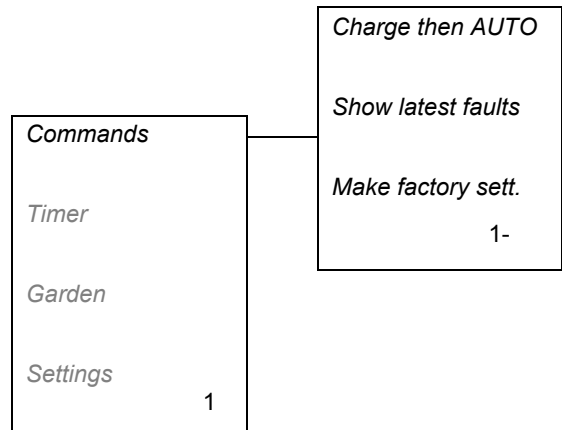 Commands
Timer
Garden
Settings
1
Charge then AUTO
Show latest faults
Make factory sett.
1-